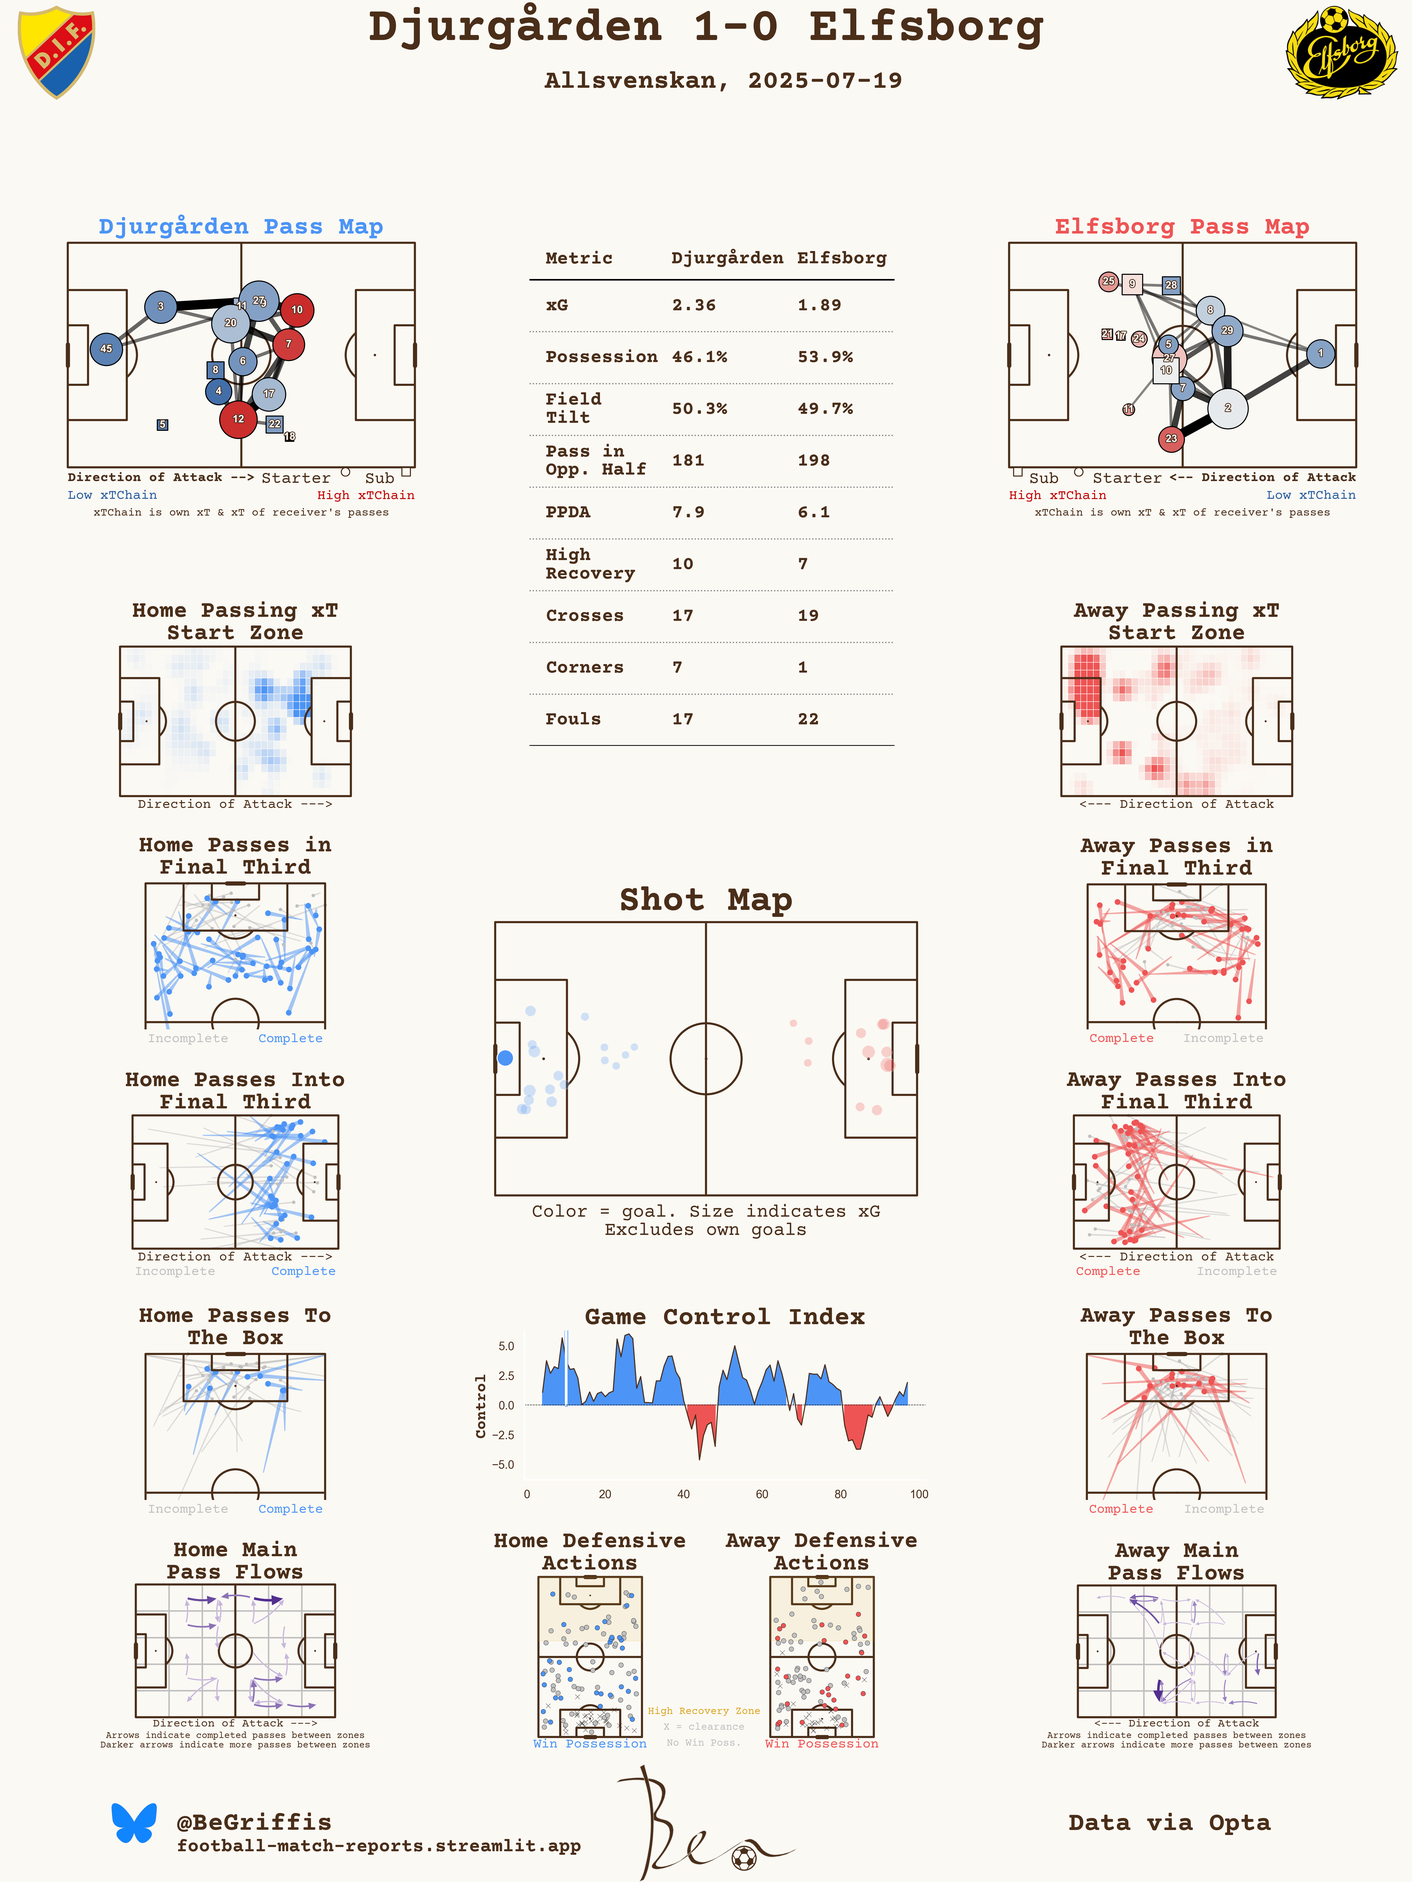 Djurgården 1-0 Elfsborg
Allsvenskan, 2025-07-19
D.I.F.
Elfsborg
Djurgården Pass Map
3
11
27
9
10
20
7
45
6
8
4
17
12
22
5
18
Direction of Attack --> Starter Sub
Low xTChain High xTChain
xTChain is own xT & xT of receiver's passes
Metric Djurgården Elfsborg
xG 2.36 1.89
Possession 46.1% 53.9%
Field
Tilt 50.3% 49.7%
Pass in
Opp. Half 181 198
PPDA 7.9 6.1
High
Recovery 10 7
Crosses 17 19
Corners 7 1
Fouls 17 22
Elfsborg Pass Map
25
9
28
8
21
17
24
5
29
27
10
1
7
2
11
23
Sub Starter <-- Direction of Attack
High xTChain Low xTChain
xTChain is own xT & xT of receiver's passes
Home Passing xT
Start Zone
Direction of Attack --->
Away Passing xT
Start Zone
<--- Direction of Attack
Home Passes in
Final Third
Incomplete Complete
Away Passes in
Final Third
Complete Incomplete
Shot Map
Color = goal. Size indicates xG
Excludes own goals
Home Passes Into
Final Third
Direction of Attack --->
Incomplete Complete
Away Passes Into
Final Third
<--- Direction of Attack
Complete Incomplete
Home Passes To
The Box
Incomplete Complete
Game Control Index
Control
5.0
2.5
0.0
−2.5
−5.0
0 20 40 60 80 100
Away Passes To
The Box
Complete Incomplete
Home Main
Pass Flows
Direction of Attack --->
Arrows indicate completed passes between zones
Darker arrows indicate more passes between zones
Home Defensive
Actions
Win Possession
Away Defensive
Actions
Win Possession
High Recovery Zone
X = clearance
No Win Poss.
Away Main
Pass Flows
<--- Direction of Attack
Arrows indicate completed passes between zones
Darker arrows indicate more passes between zones
@BeGriffis
football-match-reports.streamlit.app
Ben
Data via Opta